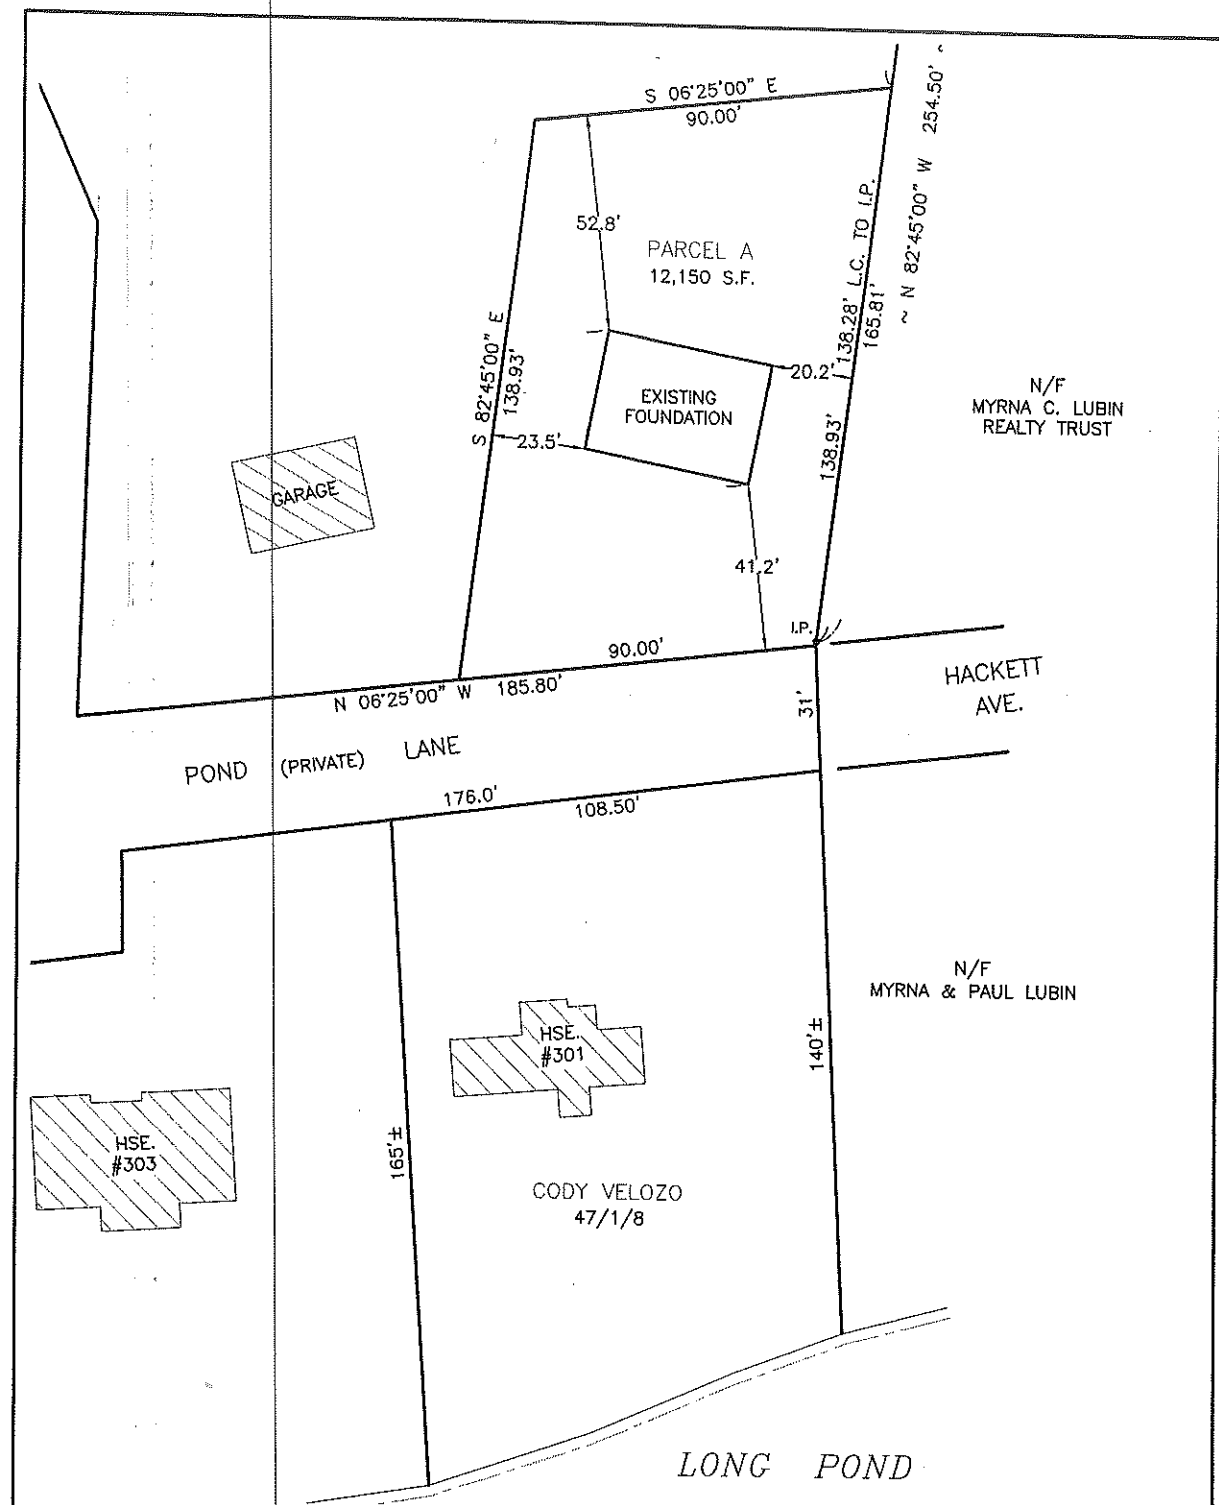 S 06°25'00" E
90.00'
N 82°45'00" W 254.50'
138.28' L.C. TO I.P.
165.81'
52.8'
PARCEL A
12,150 S.F.
S 82°45'00" E
138.93'
EXISTING
FOUNDATION
20.2'
23.5'
138.93'
N/F
MYRNA C. LUBIN
REALTY TRUST
GARAGE
41.2'
I.P.
90.00'
N 06°25'00" W 185.80'
31'
HACKETT
AVE.
POND (PRIVATE) LANE
176.0'
108.50'
N/F
MYRNA & PAUL LUBIN
HSE.
#301
140'±
HSE.
#303
165'±
CODY VELOZO
47/1/8
LONG POND